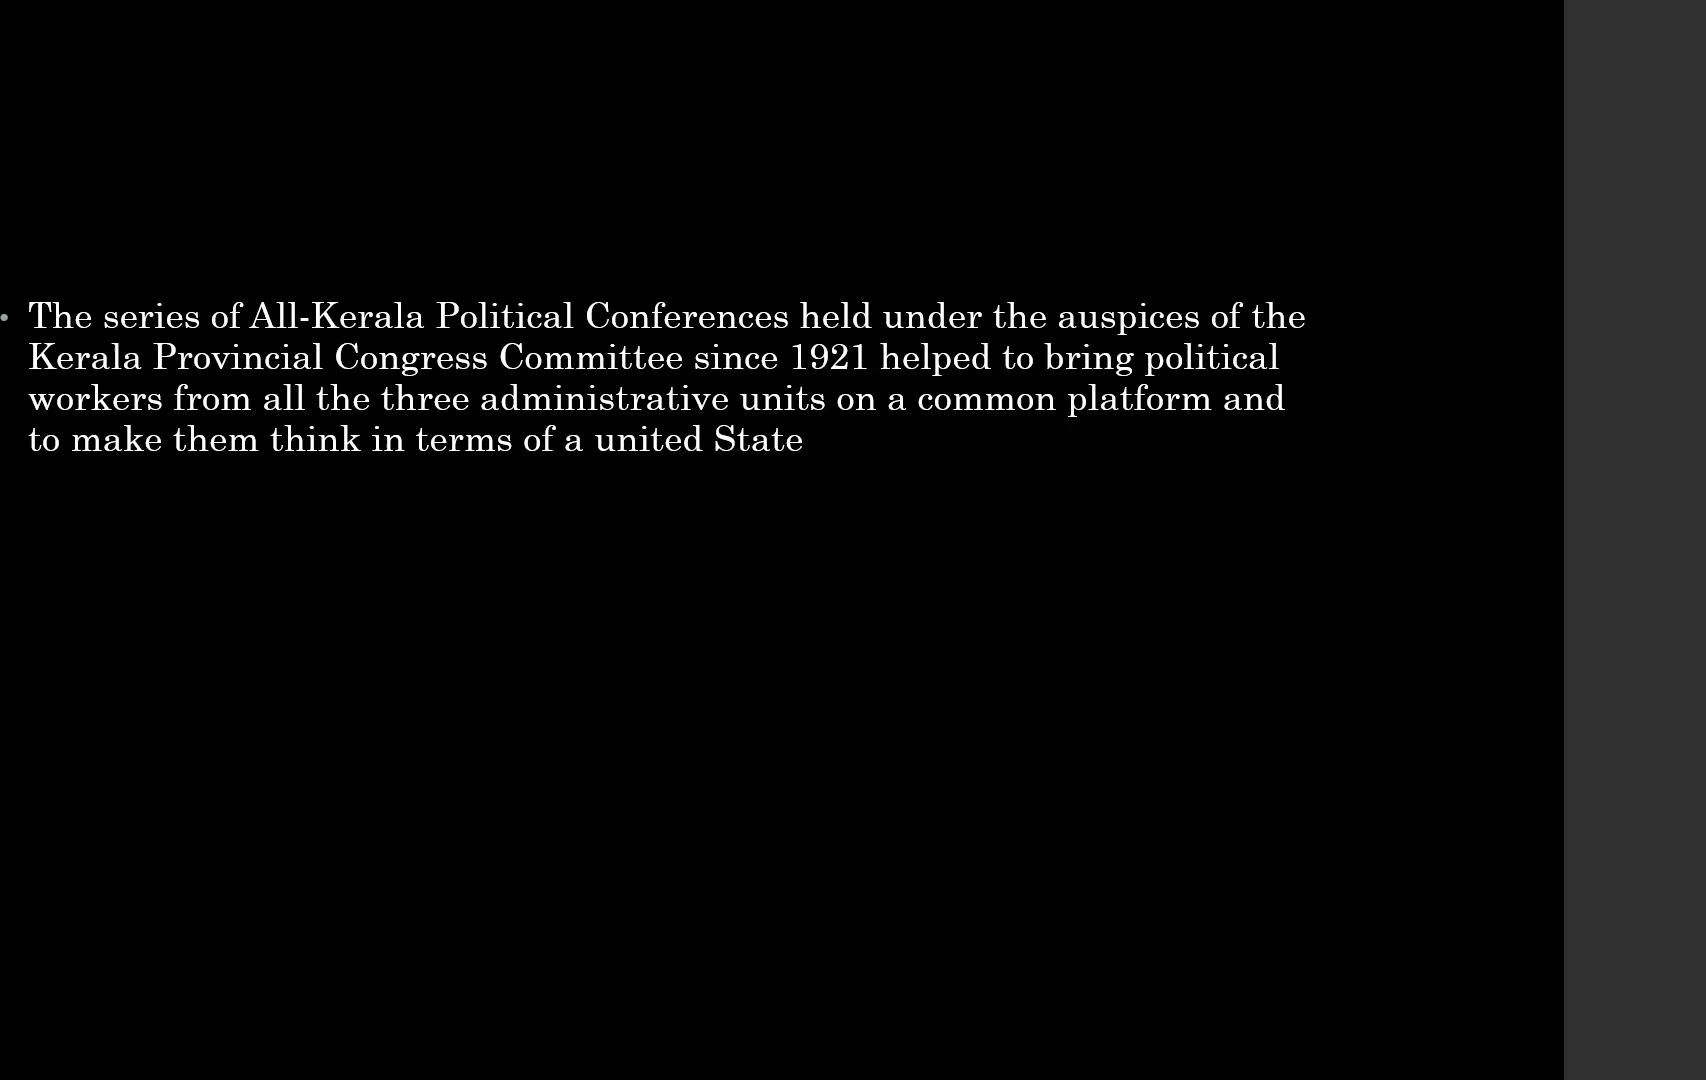 • The series of All-Kerala Political Conferences held under the auspices of the
Kerala Provincial Congress Committee since 1921 helped to bring political
workers from all the three administrative units on a common platform and
to make them think in terms of a united State